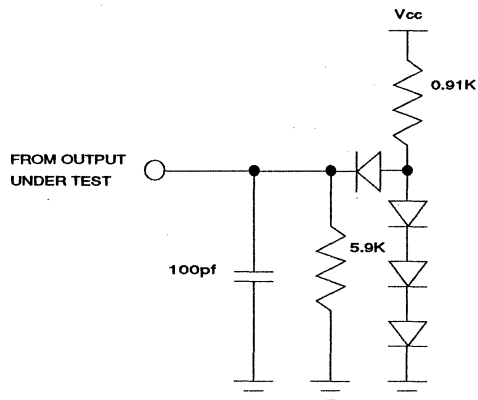 Vcc
0.91K
FROM OUTPUT
UNDER TEST
5.9K
100pf